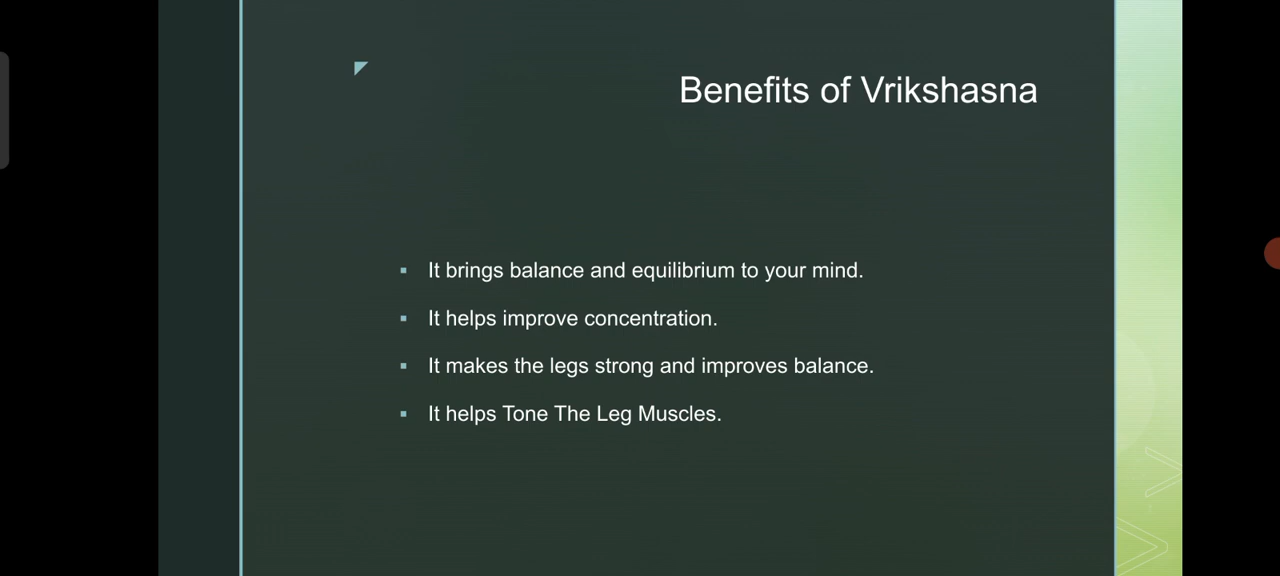 Benefits of Vrikshasna
It brings balance and equilibrium to your mind.
It helps improve concentration.
It makes the legs strong and improves balance.
It helps Tone The Leg Muscles.